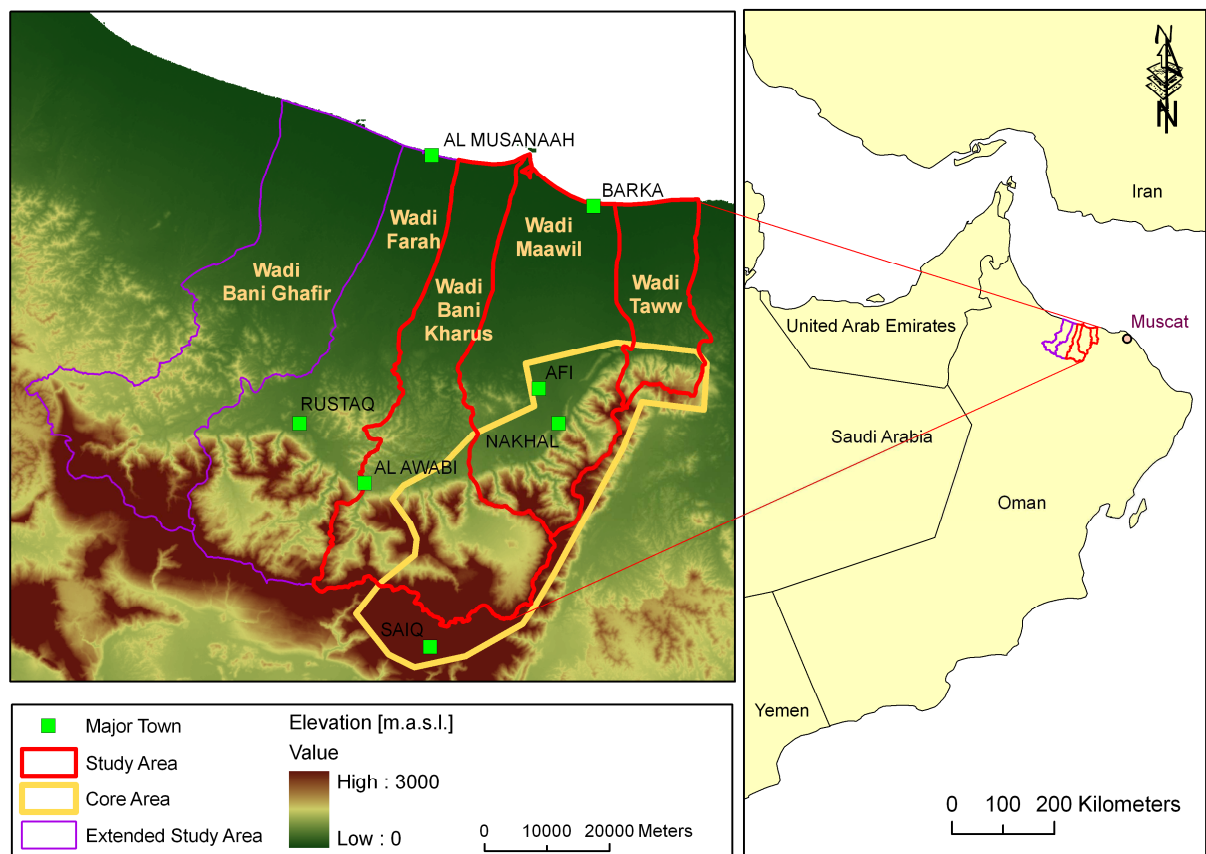 AL MUSANAAH
BARKA
Wadi
Farah
Wadi
Maawil
Wadi
Bani Ghafir
Wadi
Bani
Kharus
Wadi
Taww
AFI
RUSTAQ
NAKHAL
AL AWABI
SAIQ
Major Town
Study Area
Core Area
Extended Study Area
Elevation [m.a.s.l.]
Value
High : 3000
Low : 0
0 10000 20000 Meters
N
N
Iran
United Arab Emirates
Muscat
Saudi Arabia
Oman
Yemen
0 100 200 Kilometers